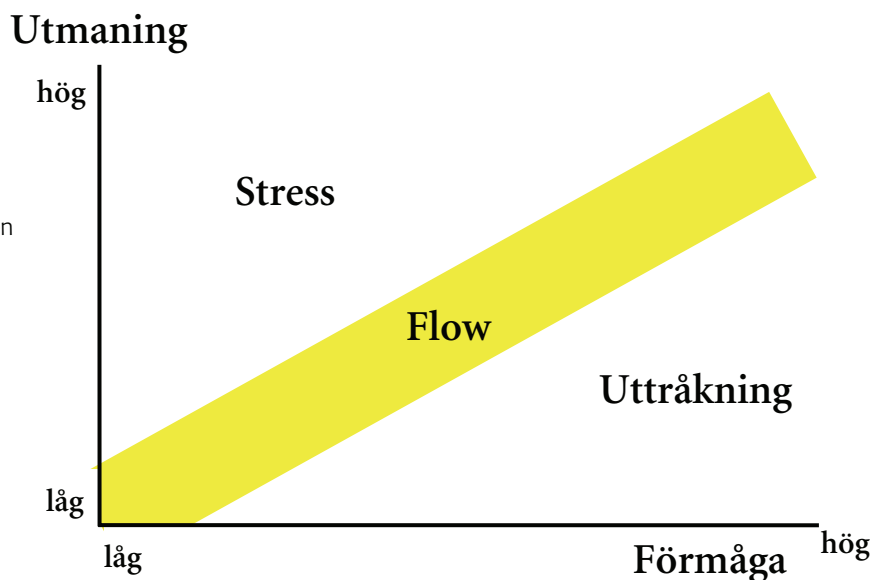 Utmaning
hög
Stress
n
Flow
Uttråkning
låg
låg
Förmåga
hög